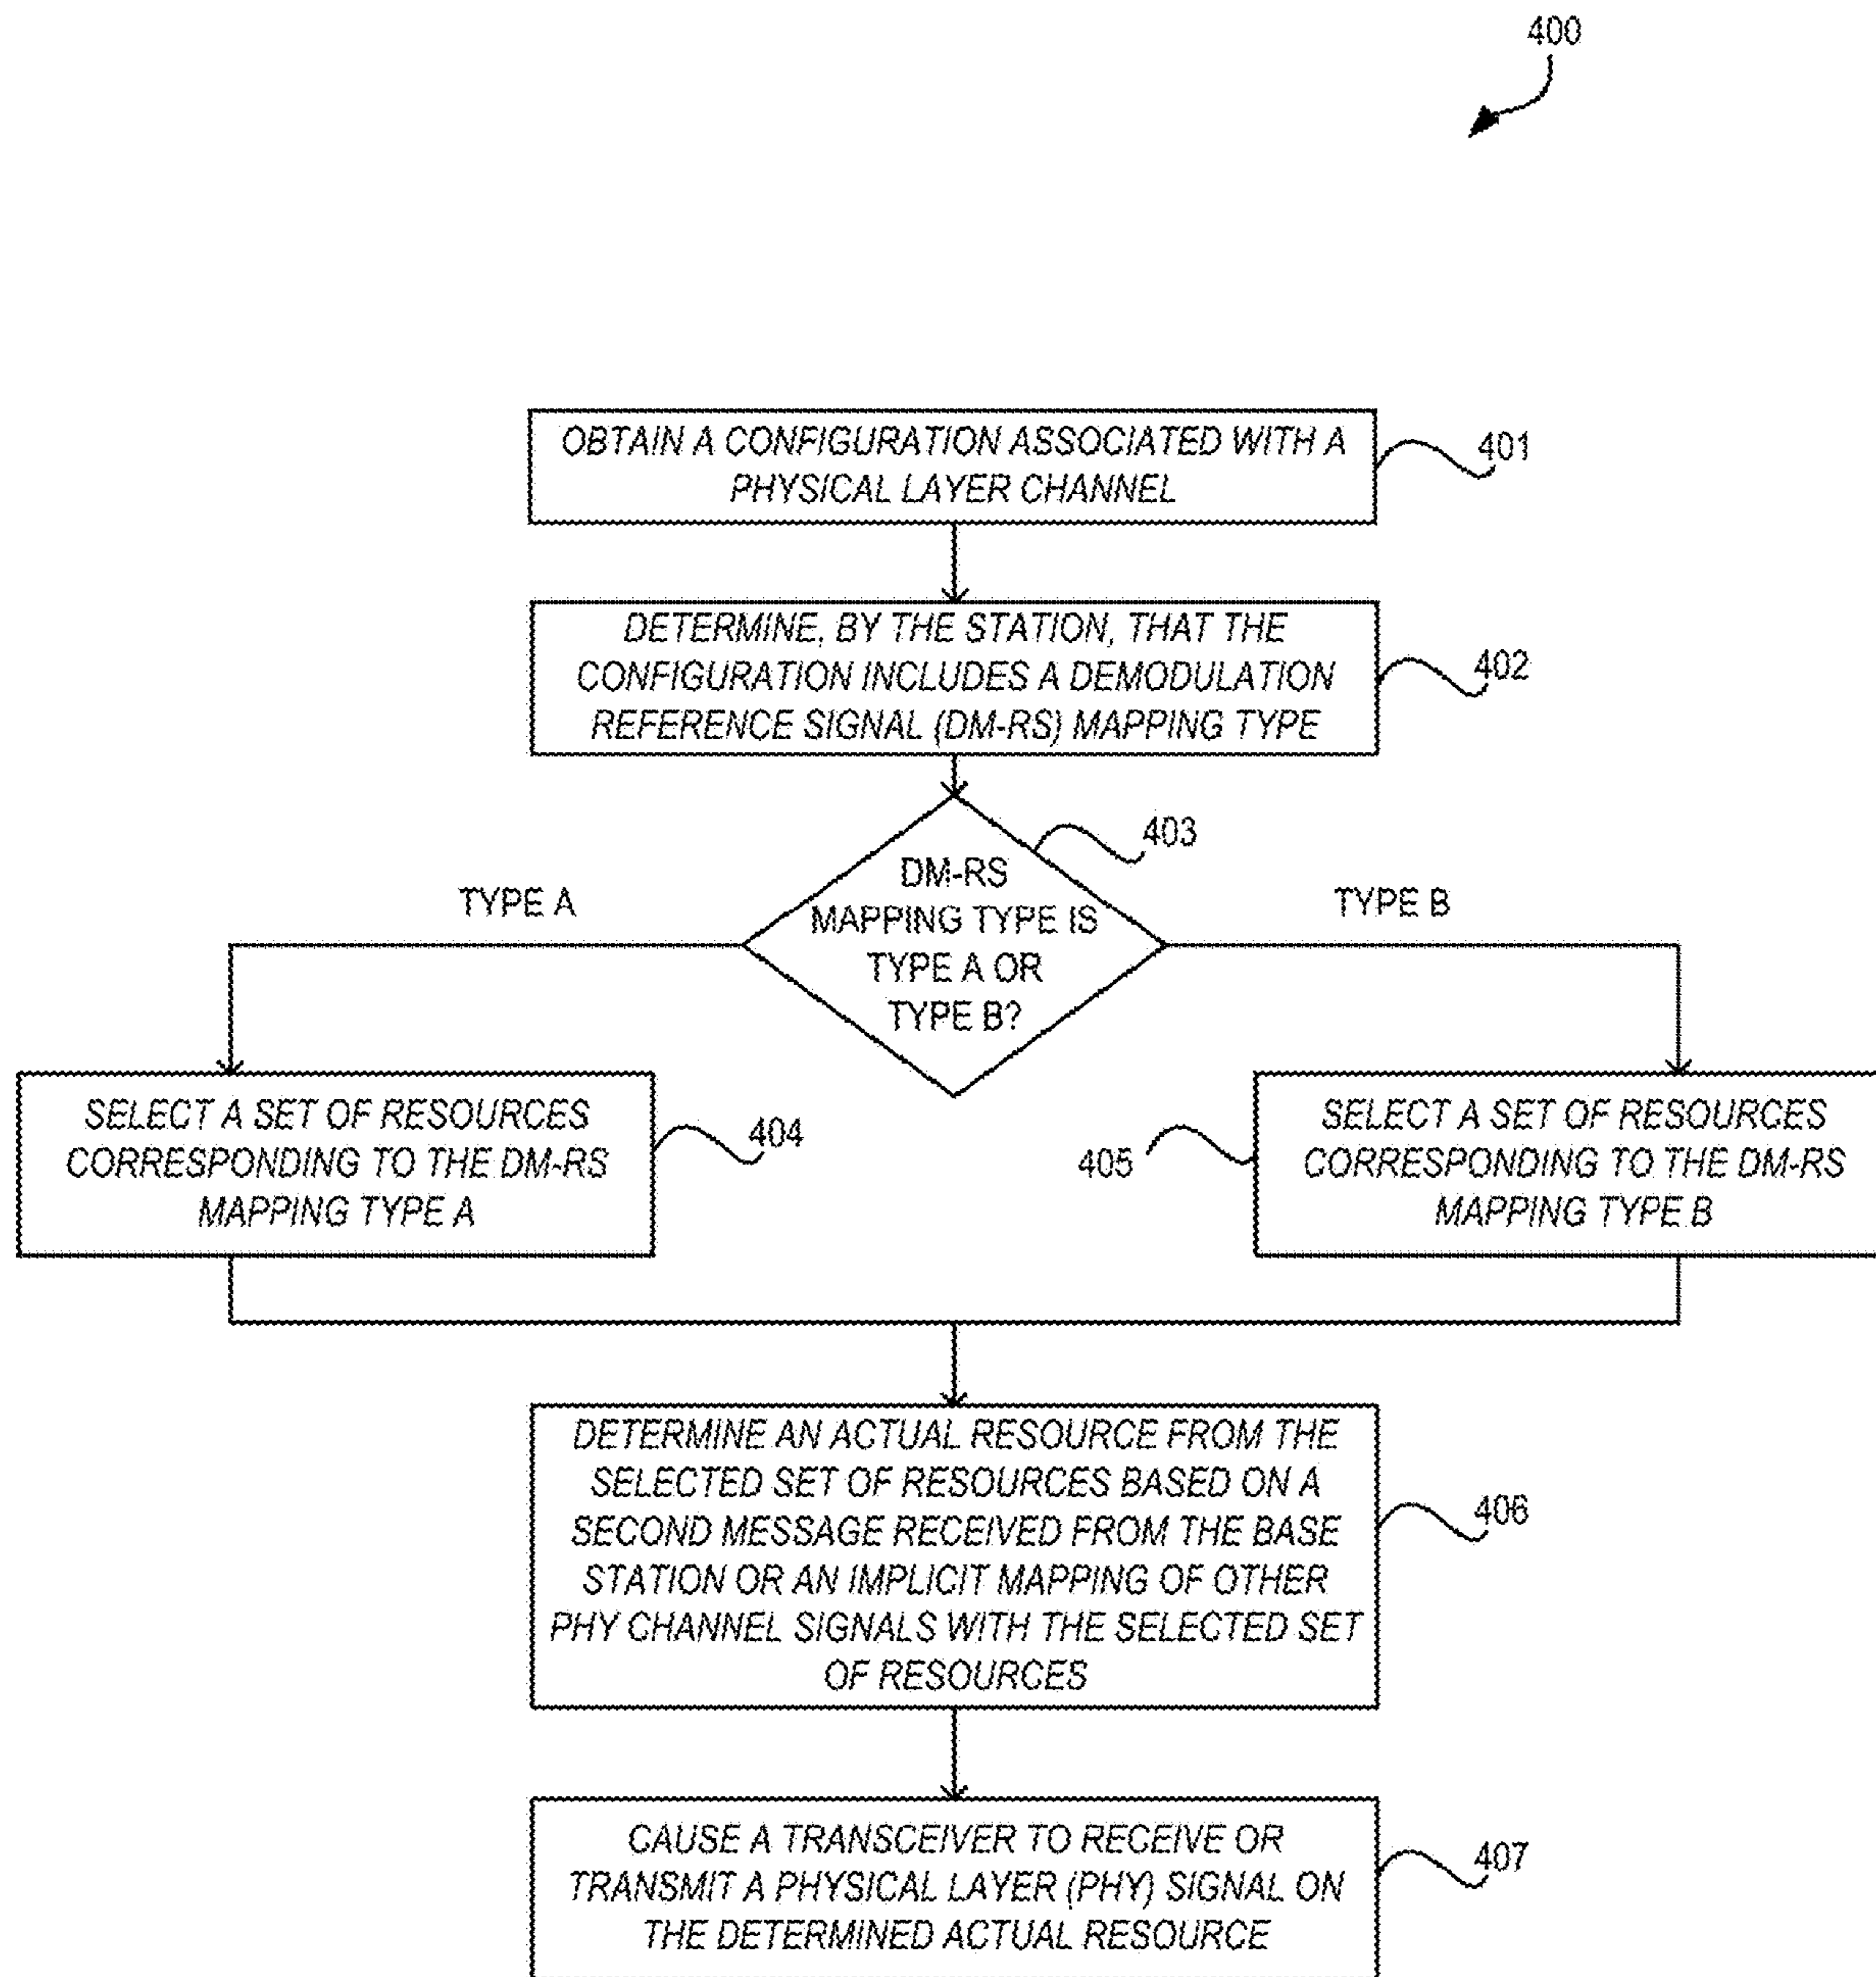 400
OBTAIN A CONFIGURATION ASSOCIATED WITH A
PHYSICAL LAYER CHANNEL
401
DETERMINE, BY THE STATION, THAT THE
CONFIGURATION INCLUDES A DEMODULATION
REFERENCE SIGNAL (DM-RS) MAPPING TYPE
402
403
DM-RS
MAPPING TYPE IS
TYPE A OR
TYPE B?
TYPE A
TYPE B
SELECT A SET OF RESOURCES
CORRESPONDING TO THE DM-RS
MAPPING TYPE A
404
405
SELECT A SET OF RESOURCES
CORRESPONDING TO THE DM-RS
MAPPING TYPE B
DETERMINE AN ACTUAL RESOURCE FROM THE
SELECTED SET OF RESOURCES BASED ON A
SECOND MESSAGE RECEIVED FROM THE BASE
STATION OR AN IMPLICIT MAPPING OF OTHER
PHY CHANNEL SIGNALS WITH THE SELECTED SET
OF RESOURCES
406
CAUSE A TRANSCEIVER TO RECEIVE OR
TRANSMIT A PHYSICAL LAYER (PHY) SIGNAL ON
THE DETERMINED ACTUAL RESOURCE
407